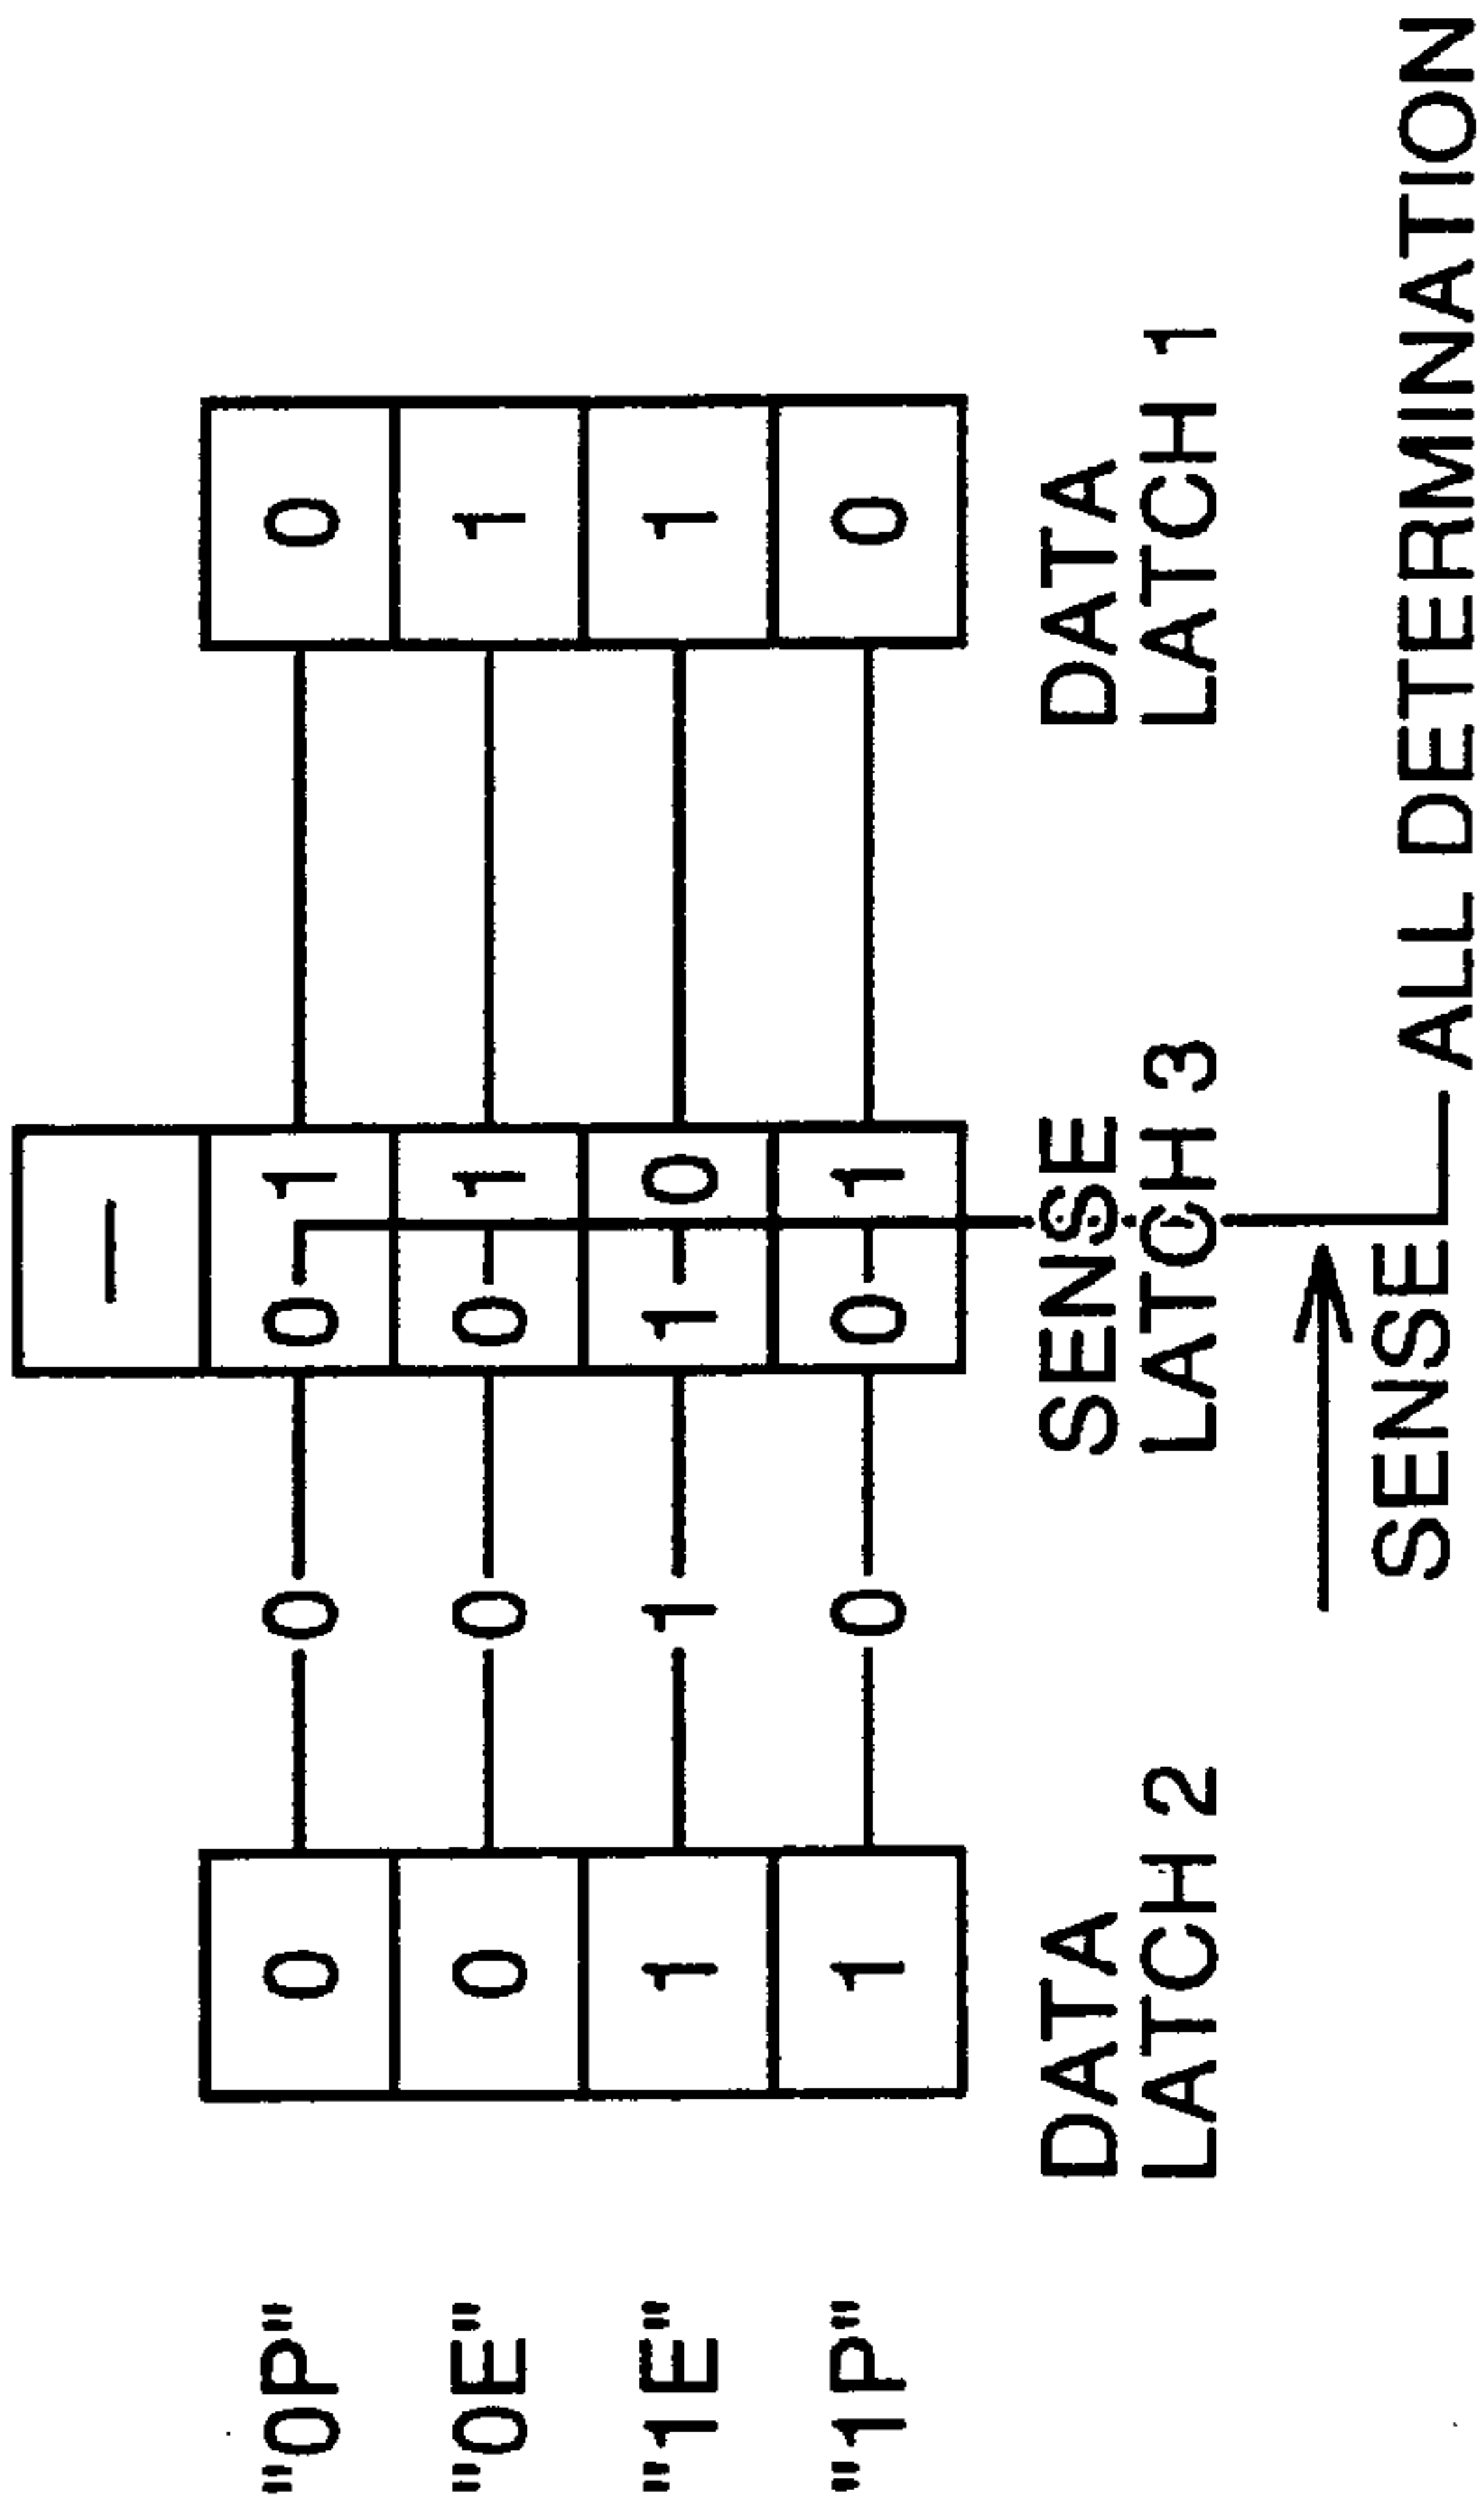 "0P" 0 0 0 1 0
"0E" 0 0 0 1 1
"1E" 1 1 1 0 1
"1P" 1 0 0 1 0
DATA LATCH 2
SENSE LATCH 3
DATA LATCH 1
SENSE
ALL DETERMINATION